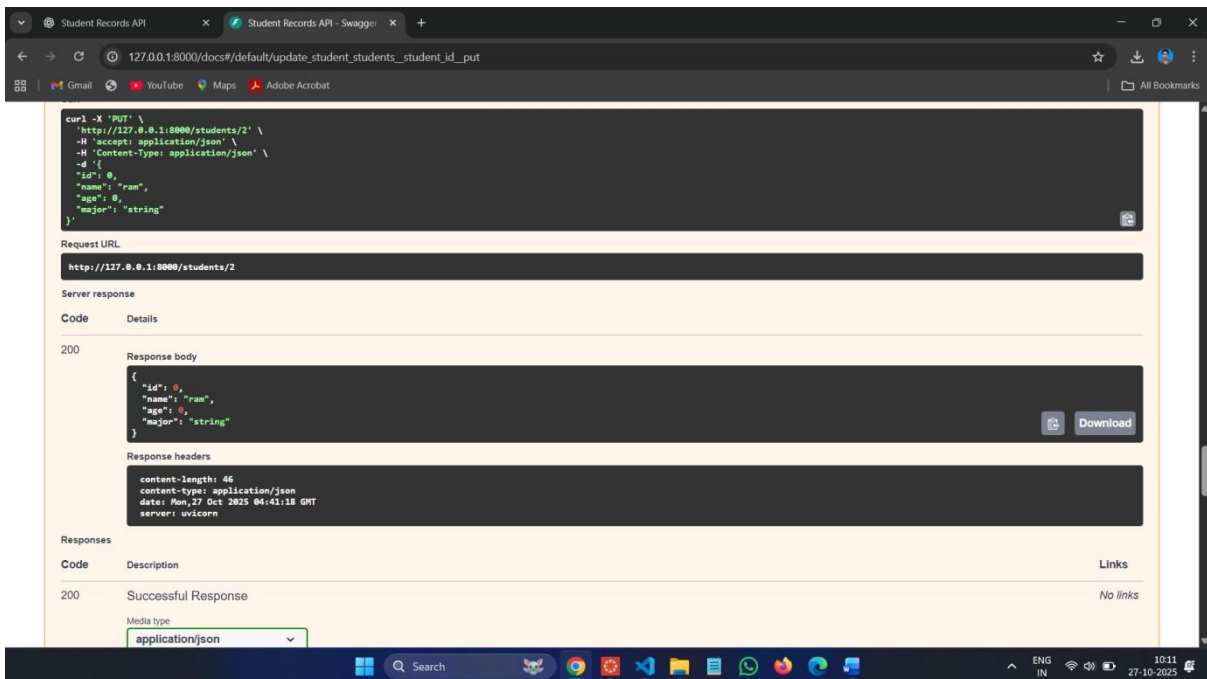 Student Records API
Student Records API - Swagger
127.0.0.1:8000/docs#/default/update_student_students__student_id__put
Gmail YouTube Maps Adobe Acrobat All Bookmarks
curl -X 'PUT' \
'http://127.0.0.1:8000/students/2' \
-H 'accept: application/json' \
-H 'Content-Type: application/json' \
-d '{
"id": 0,
"name": "ram",
"age": 0,
"major": "string"
}'
Request URL
http://127.0.0.1:8000/students/2
Server response
Code Details
200
Response body
{
"id": 0,
"name": "ram",
"age": 0,
"major": "string"
}
Download
Response headers
content-length: 46
content-type: application/json
date: Mon,27 Oct 2025 04:41:18 GMT
server: uvicorn
Responses
Code Description Links
200 Successful Response No links
Media type
application/json
Search
ENG 10:11
IN 27-10-2025